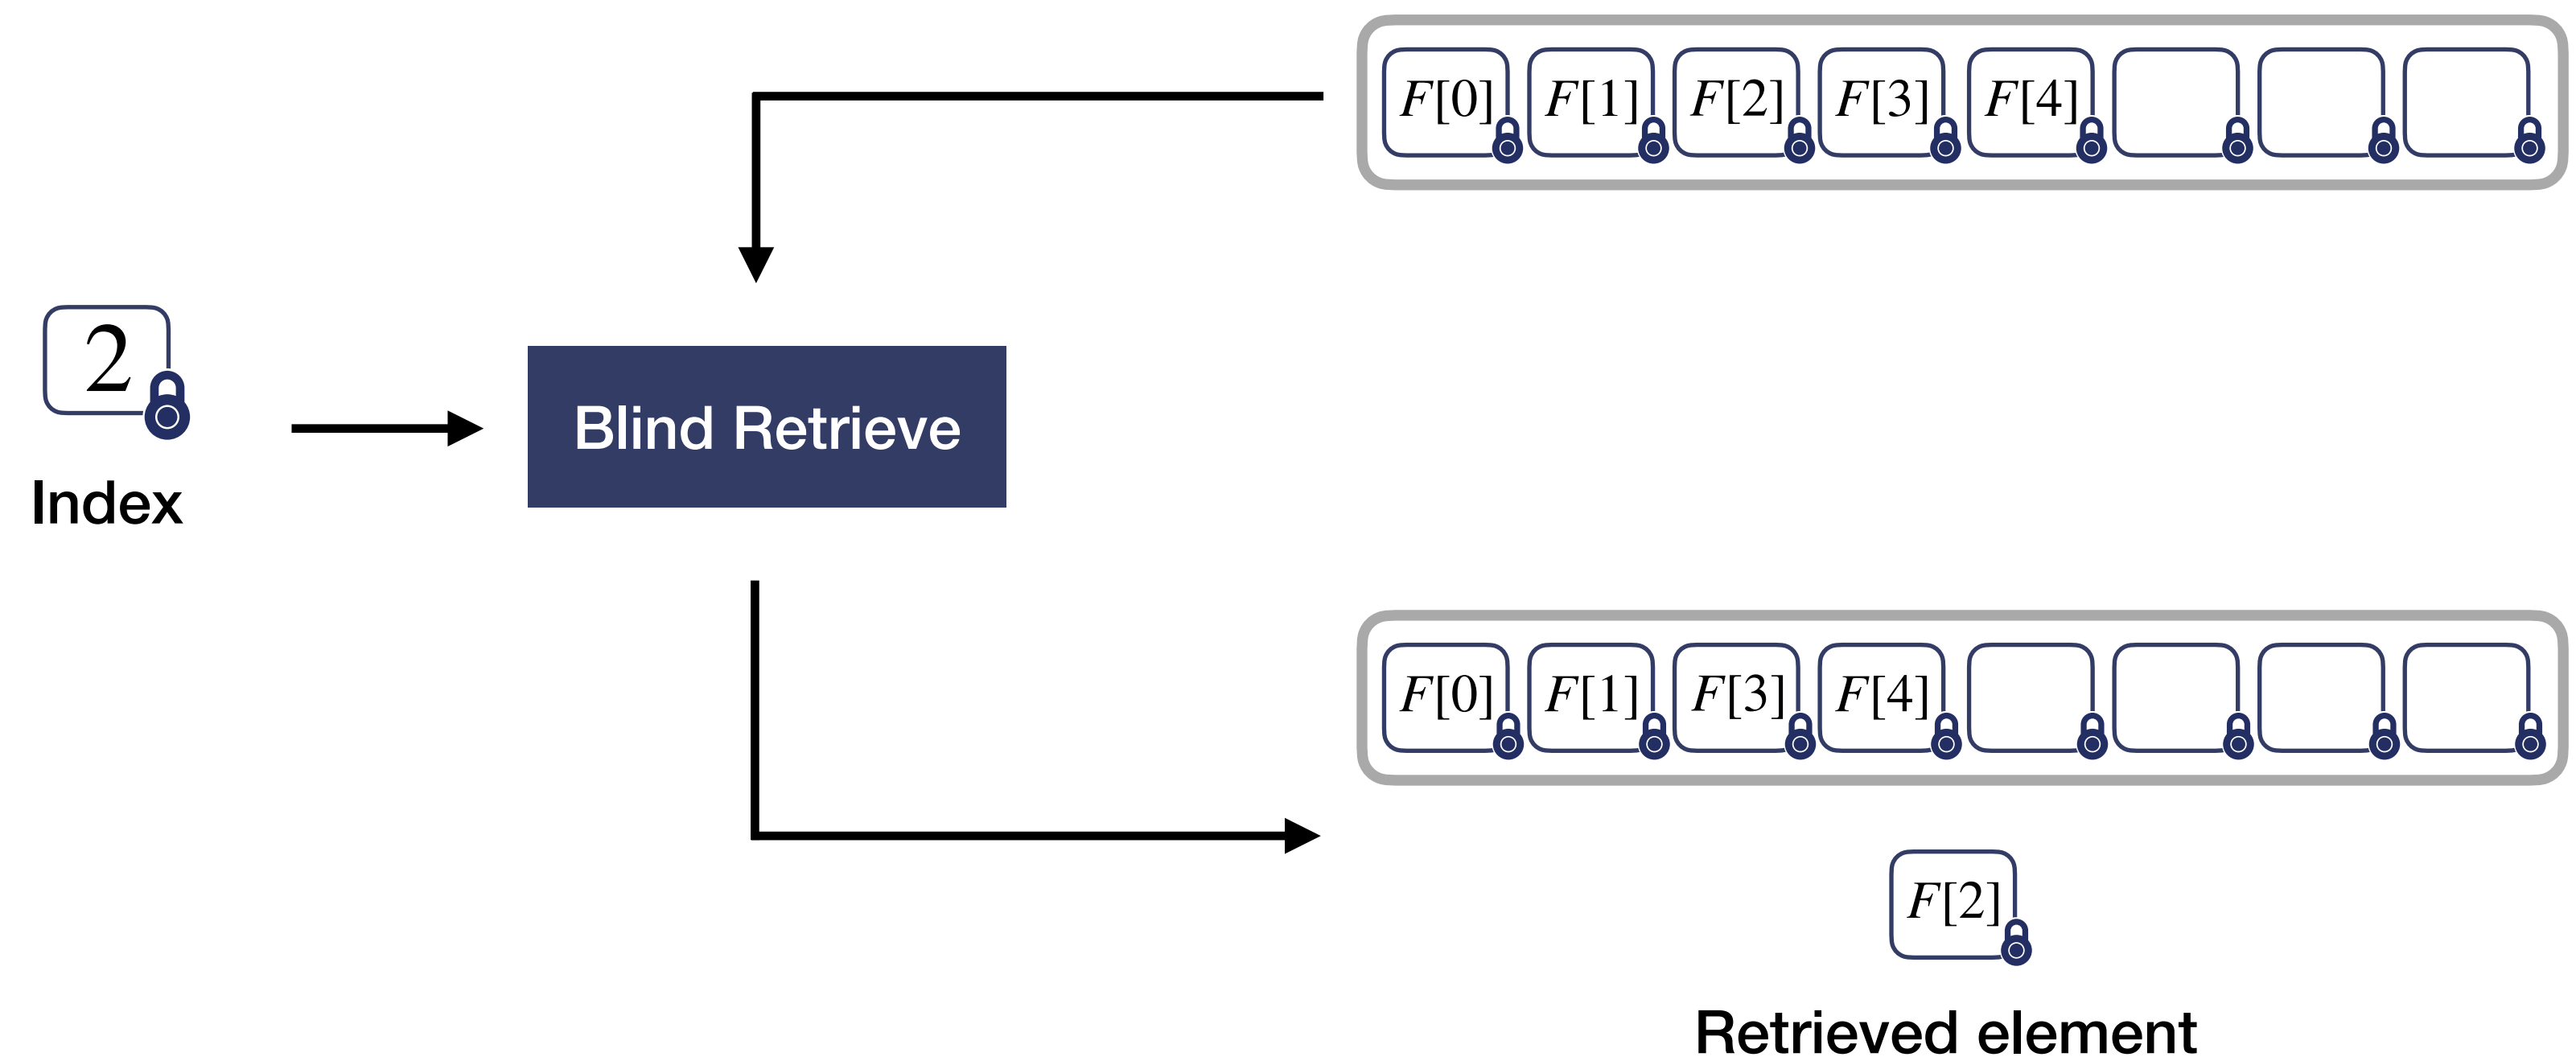 F[0] F[1] F[2] F[3] F[4]
2
Index
Blind Retrieve
F[0] F[1] F[3] F[4]
F[2]
Retrieved element